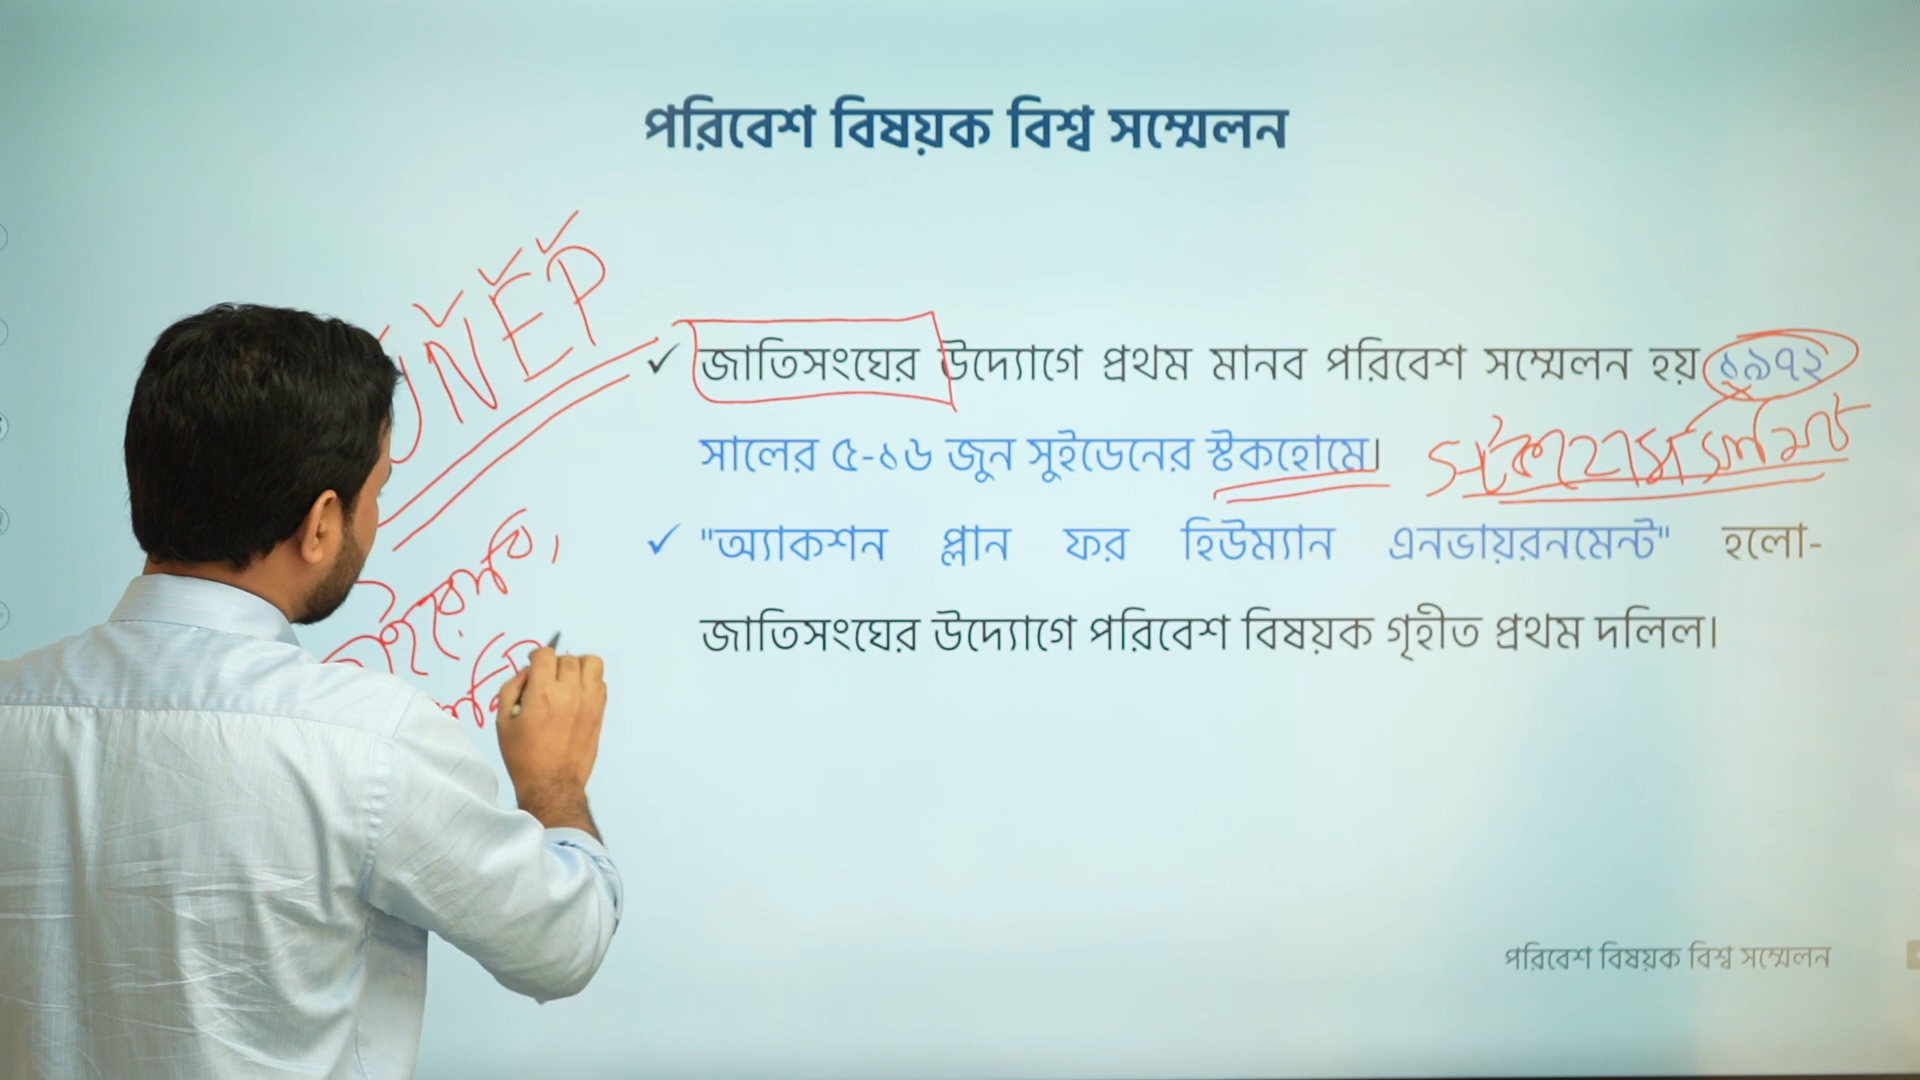 পরিবেশ বিষয়ক বিশ্ব সম্মেলন
UNEP
✓ জাতিসংঘের উদ্যোগে প্রথম মানব পরিবেশ সম্মেলন হয় ১৯৭২
সালের ৫-১৬ জুন সুইডেনের স্টকহোমে।
✓ "অ্যাকশন প্লান ফর হিউম্যান এনভায়রনমেন্ট" হলো-
জাতিসংঘের উদ্যোগে পরিবেশ বিষয়ক গৃহীত প্রথম দলিল।
পরিবেশ বিষয়ক বিশ্ব সম্মেলন